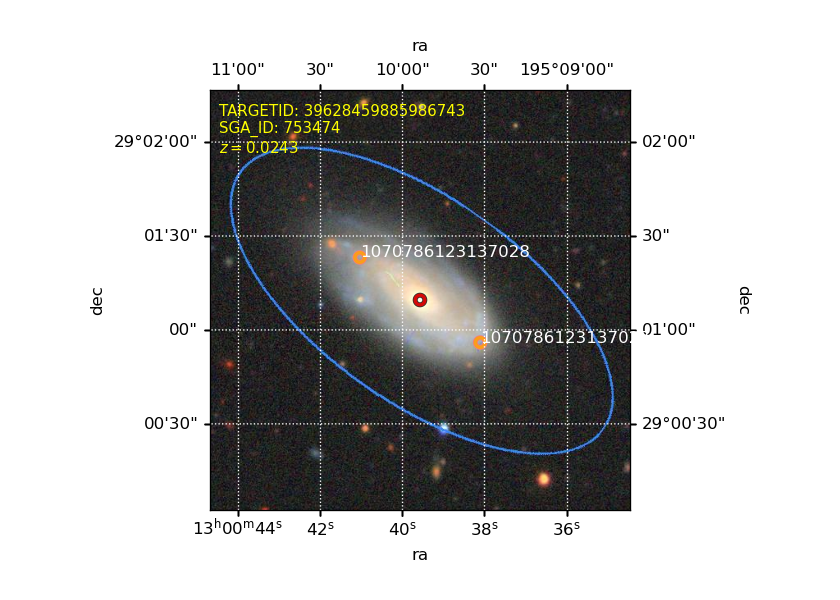 ra
11'00" 30" 10'00" 30" 195°09'00"
TARGETID: 39628459885986743
SGA_ID: 753474
z = 0.0243
29°02'00" 02'00"
01'30" 30"
1070786123137028
dec dec
00" 01'00"
107078612313702
00'30" 29°00'30"
13h00m44s 42s 40s 38s 36s
ra